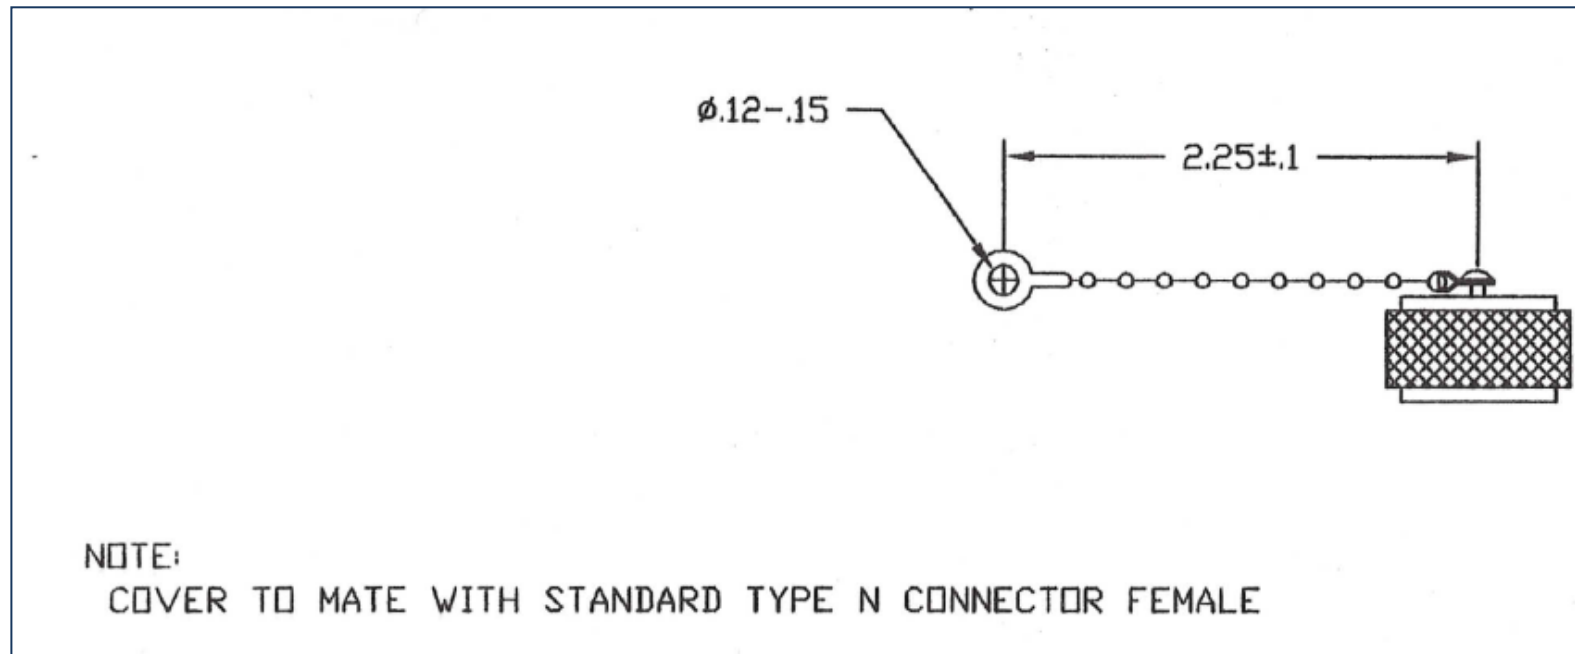 ø.12-.15
2.25±.1
NOTE:
COVER TO MATE WITH STANDARD TYPE N CONNECTOR FEMALE